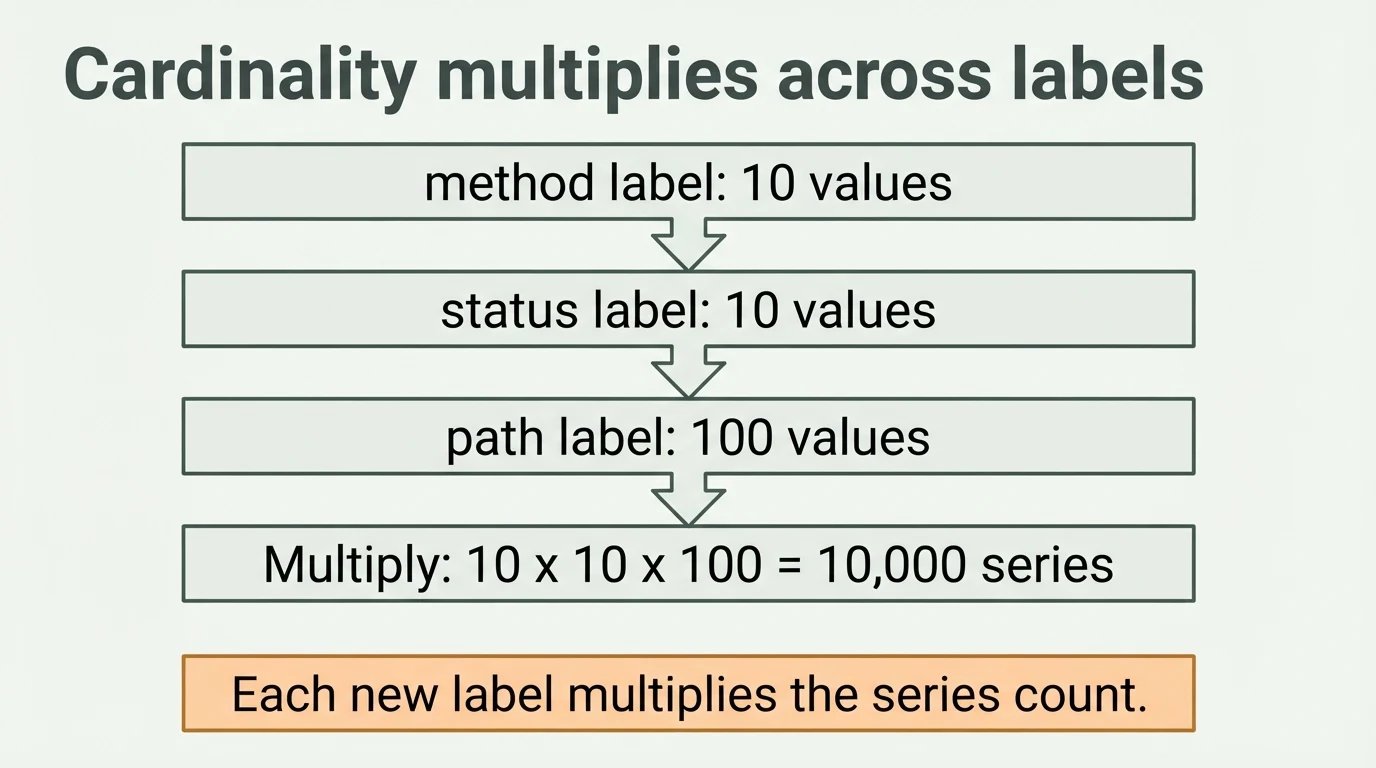 Cardinality multiplies across labels
method label: 10 values
status label: 10 values
path label: 100 values
Multiply: 10 x 10 x 100 = 10,000 series
Each new label multiplies the series count.